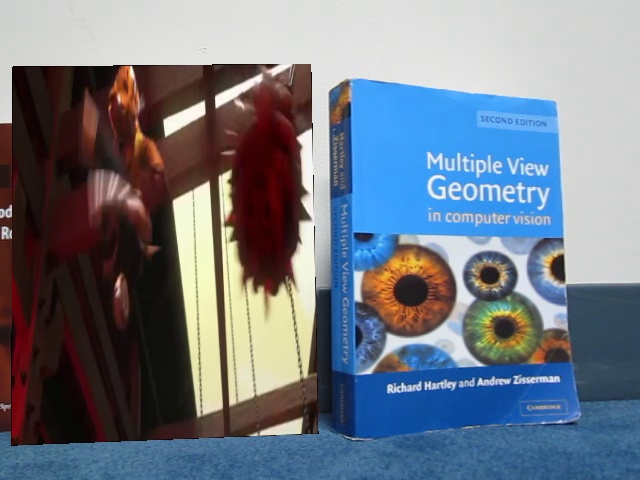 SECOND EDITION
Multiple View
Geometry
in computer vision
Richard Hartley and Andrew Zisserman
CAMBRIDGE
Hartley and
Zisserman
Multiple View Geometry